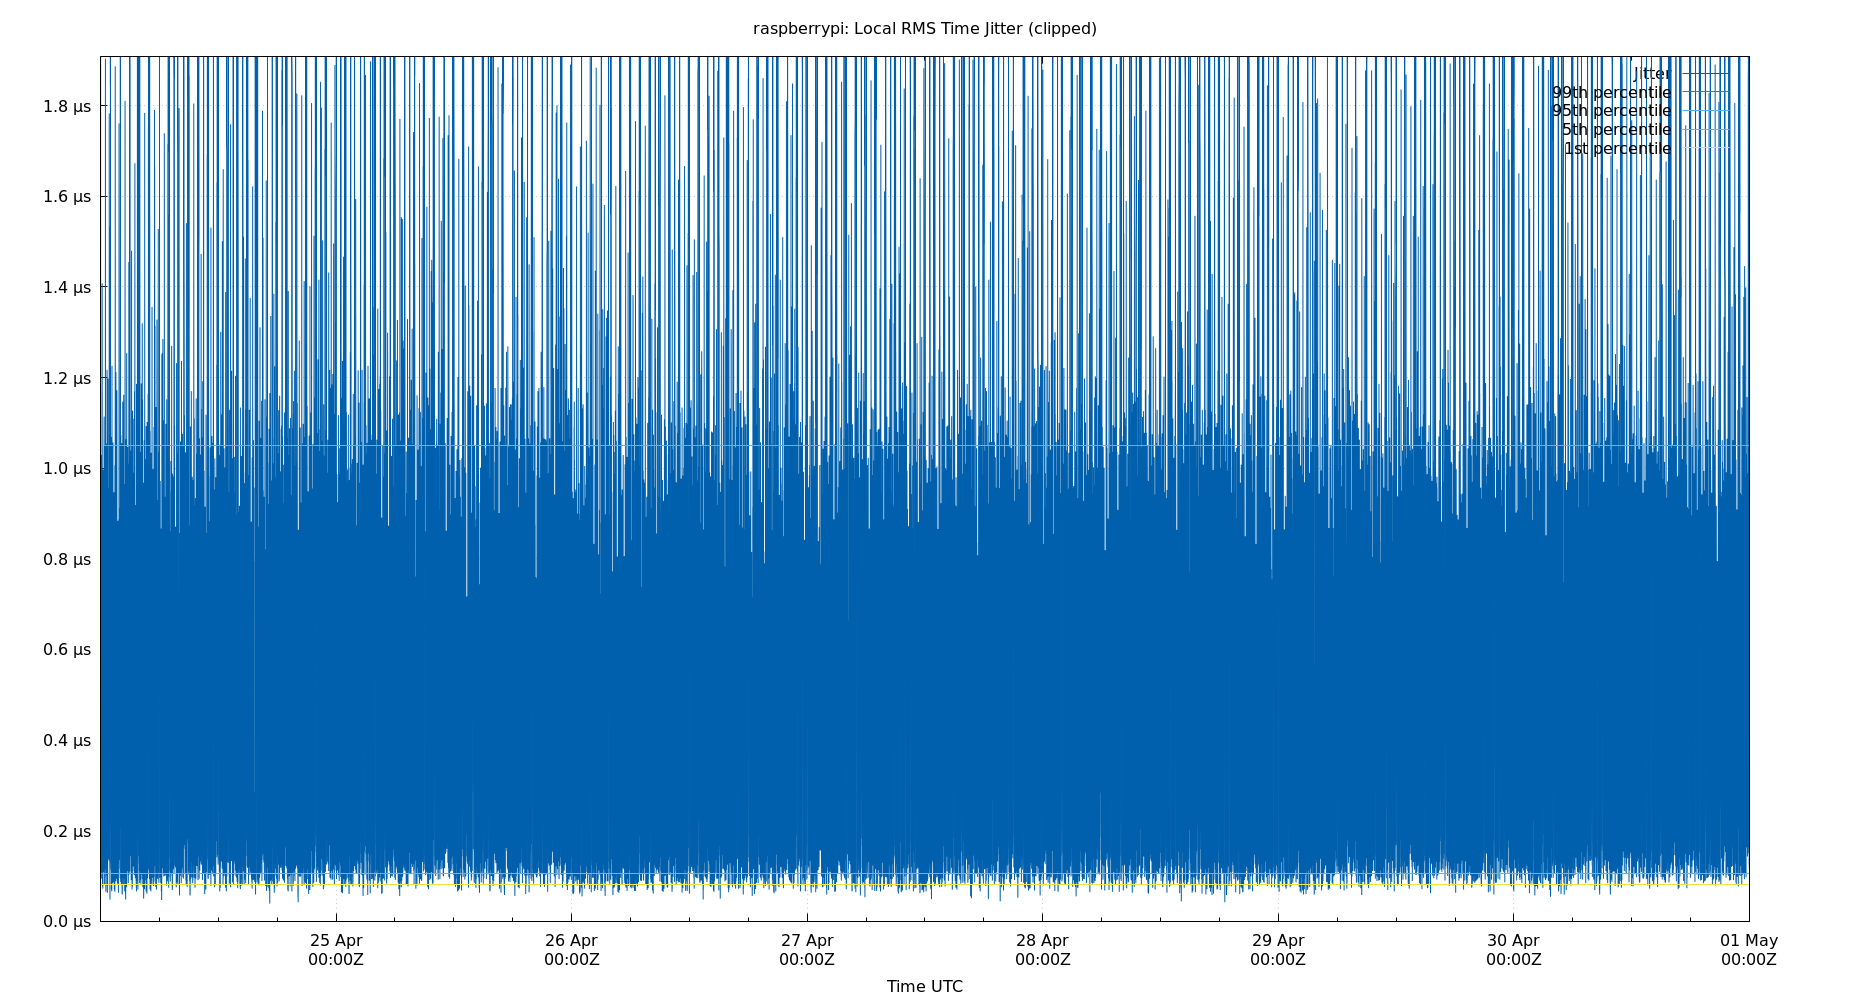 raspberrypi: Local RMS Time Jitter (clipped)
Jitter
99th percentile
95th percentile
5th percentile
1st percentile
1.8 µs
1.6 µs
1.4 µs
1.2 µs
1.0 µs
0.8 µs
0.6 µs
0.4 µs
0.2 µs
0.0 µs
25 Apr 26 Apr 27 Apr 28 Apr 29 Apr 30 Apr 01 May
00:00Z 00:00Z 00:00Z 00:00Z 00:00Z 00:00Z 00:00Z
Time UTC